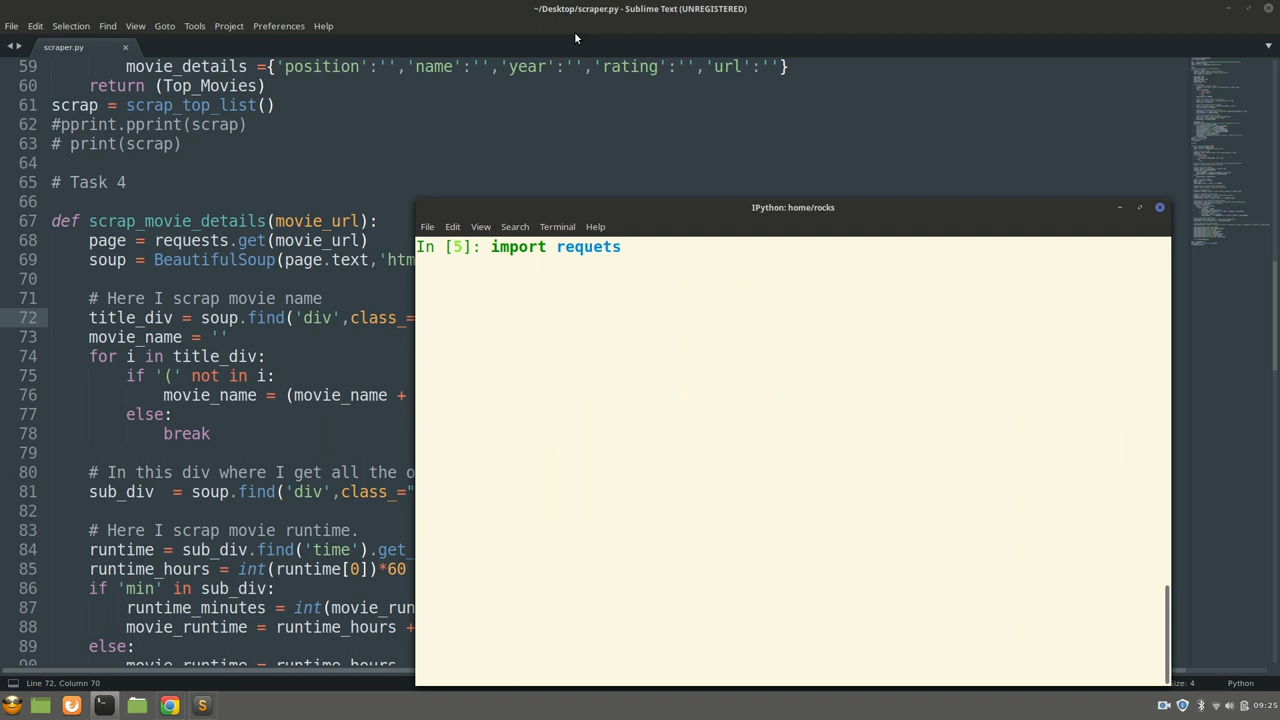 ~/Desktop/scraper.py - Sublime Text (UNREGISTERED)
File Edit Selection Find View Goto Tools Project Preferences Help
scraper.py
59 movie_details ={'position':'','name':'','year':'','rating':'','url':''}
60 return (Top_Movies)
61 scrap = scrap_top_list()
62 #pprint.pprint(scrap)
63 # print(scrap)
64
65 # Task 4
66
67 def scrap_movie_details(movie_url):
68 page = requests.get(movie_url)
69 soup = BeautifulSoup(page.text,'htm
70
71 # Here I scrap movie name
72 title_div = soup.find('div',class_=
73 movie_name = ''
74 for i in title_div:
75 if '(' not in i:
76 movie_name = (movie_name +
77 else:
78 break
79
80 # In this div where I get all the o
81 sub_div = soup.find('div',class_="
82
83 # Here I scrap movie runtime.
84 runtime = sub_div.find('time').get_
85 runtime_hours = int(runtime[0])*60
86 if 'min' in sub_div:
87 runtime_minutes = int(movie_run
88 movie_runtime = runtime_hours +
89 else:
90 movie_runtime = runtime_hours
IPython: home/rocks
File Edit View Search Terminal Help
In [5]: import requets
Line 72, Column 70
Size: 4 Python
09:25